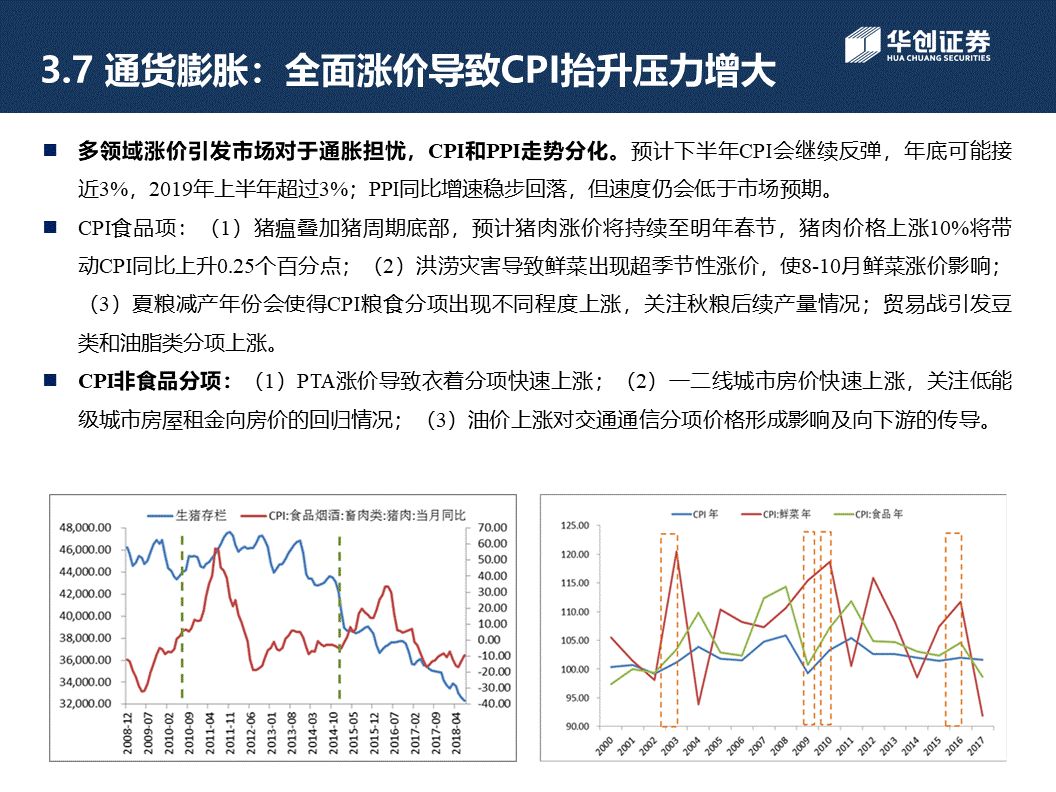 3.7 通货膨胀：全面涨价导致CPI抬升压力增大
华创证券
HUA CHUANG SECURITIES
多领域涨价引发市场对于通胀担忧，CPI和PPI走势分化。预计下半年CPI会继续反弹，年底可能接
近3%，2019年上半年超过3%；PPI同比增速稳步回落，但速度仍会低于市场预期。
CPI食品项：（1）猪瘟叠加猪周期底部，预计猪肉涨价将持续至明年春节，猪肉价格上涨10%将带
动CPI同比上升0.25个百分点；（2）洪涝灾害导致鲜菜出现超季节性涨价，使8-10月鲜菜涨价影响；
（3）夏粮减产年份会使得CPI粮食分项出现不同程度上涨，关注秋粮后续产量情况；贸易战引发豆
类和油脂类分项上涨。
CPI非食品分项：（1）PTA涨价导致衣着分项快速上涨；（2）一二线城市房价快速上涨，关注低能
级城市房屋租金向房价的回归情况；（3）油价上涨对交通通信分项价格形成影响及向下游的传导。
生猪存栏 CPI:食品烟酒:畜肉类:猪肉:当月同比
48,000.00 70.00
46,000.00 60.00
44,000.00 50.00
42,000.00 40.00
40,000.00 30.00
38,000.00 20.00
36,000.00 10.00
34,000.00 0.00
32,000.00 -10.00
-20.00
-30.00
-40.00
2008-12 2009-07 2010-02 2010-09 2011-04 2011-11 2012-06 2013-01 2013-08 2014-03 2014-10 2015-05 2015-12 2016-07 2017-02 2017-09 2018-04
CPI 年 CPI:鲜菜 年 CPI:食品 年
125.00
120.00
115.00
110.00
105.00
100.00
95.00
90.00
2000 2001 2002 2003 2004 2005 2006 2007 2008 2009 2010 2011 2012 2013 2014 2015 2016 2017